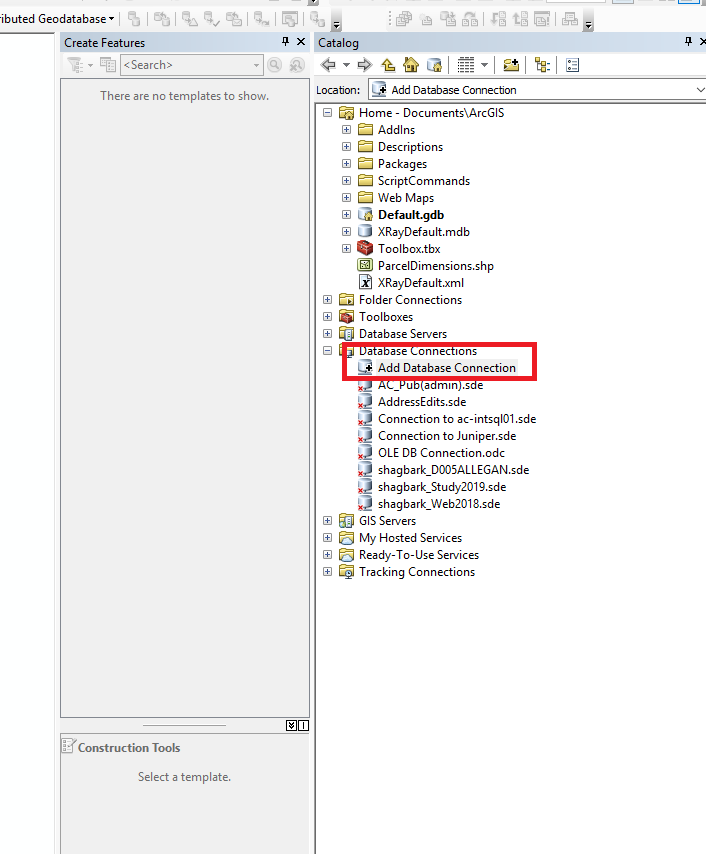 ributed Geodatabase
Create Features
<Search>
There are no templates to show.
Construction Tools
Select a template.
Catalog
Location: Add Database Connection
Home - Documents\ArcGIS
AddIns
Descriptions
Packages
ScriptCommands
Web Maps
Default.gdb
XRayDefault.mdb
Toolbox.tbx
ParcelDimensions.shp
XRayDefault.xml
Folder Connections
Toolboxes
Database Servers
Database Connections
Add Database Connection
AC_Pub(admin).sde
AddressEdits.sde
Connection to ac-intsql01.sde
Connection to Juniper.sde
OLE DB Connection.odc
shagbark_D005ALLEGAN.sde
shagbark_Study2019.sde
shagbark_Web2018.sde
GIS Servers
My Hosted Services
Ready-To-Use Services
Tracking Connections